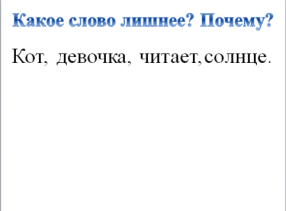 Какое слово лишнее? Почему?
Кот, девочка, читает,солнце.